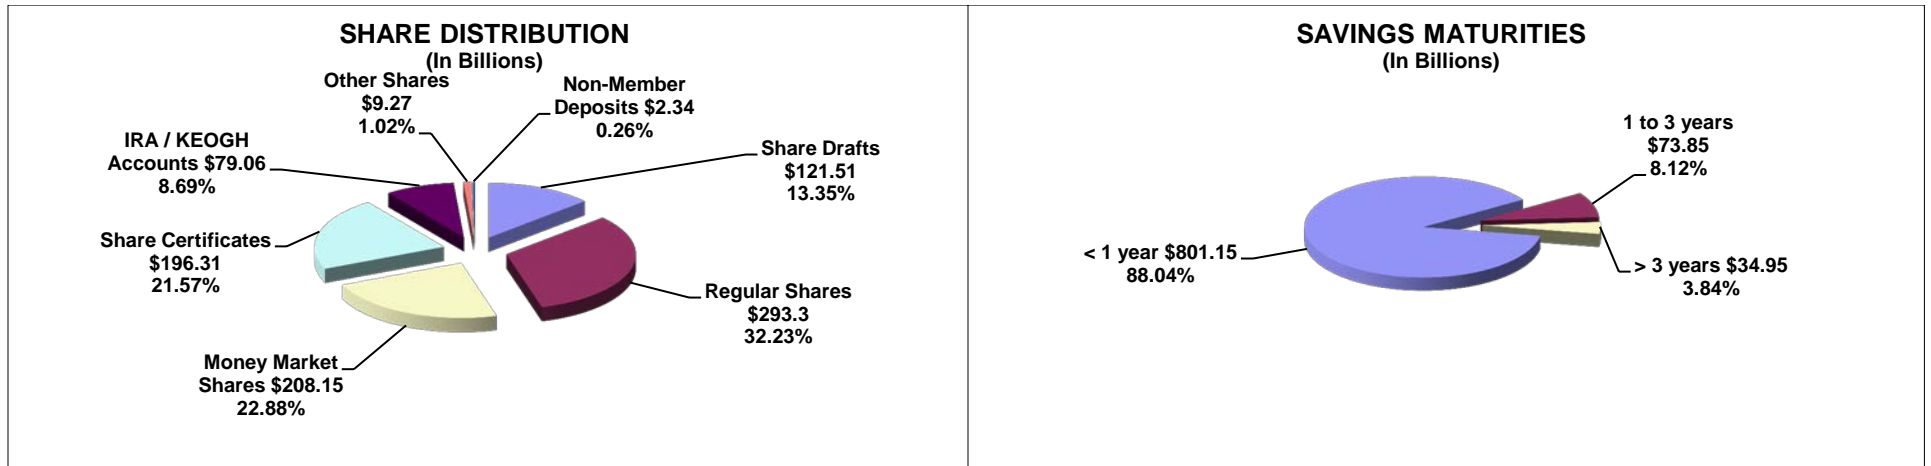 SHARE DISTRIBUTION
(In Billions)
Other Shares
$9.27
1.02%
Non-Member
Deposits $2.34
0.26%
IRA / KEOGH
Accounts $79.06
8.69%
Share Drafts
$121.51
13.35%
Share Certificates
$196.31
21.57%
Regular Shares
$293.3
32.23%
Money Market
Shares $208.15
22.88%
SAVINGS MATURITIES
(In Billions)
1 to 3 years
$73.85
8.12%
< 1 year $801.15
88.04%
> 3 years $34.95
3.84%